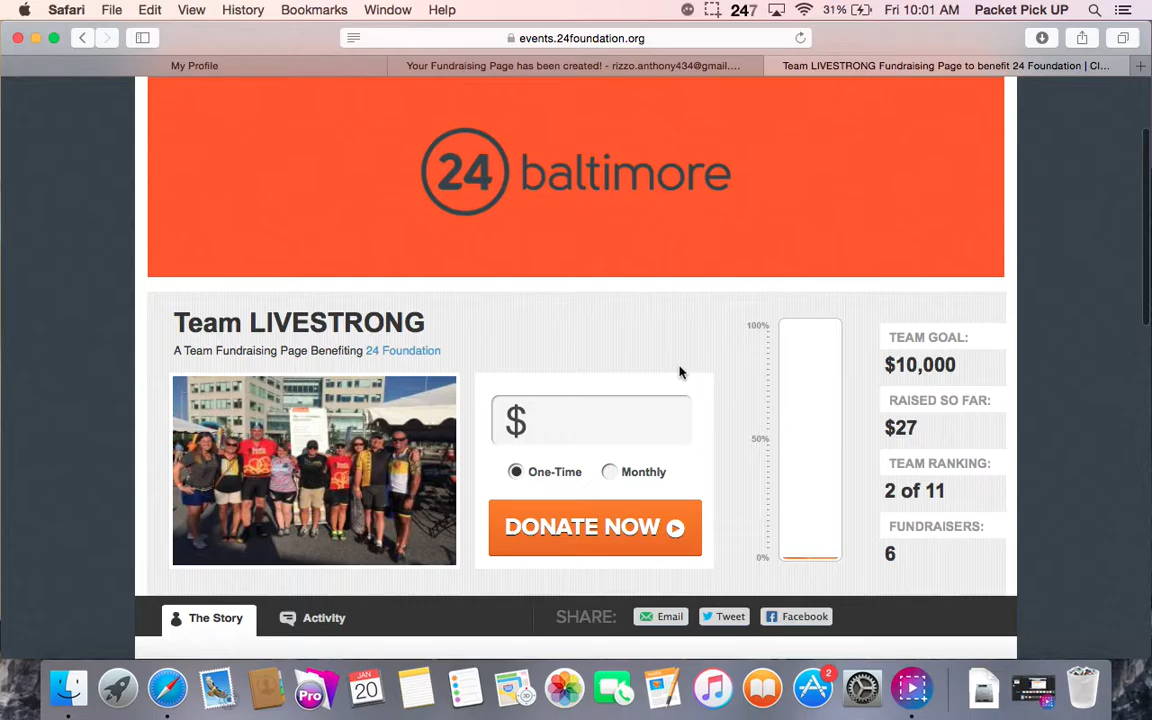 Safari File Edit View History Bookmarks Window Help 247 31% Fri 10:01 AM Packet Pick UP
events.24foundation.org
My Profile
Your Fundraising Page has been created! - rizzo.anthony434@gmail....
Team LIVESTRONG Fundraising Page to benefit 24 Foundation | Cl...
24 baltimore
Team LIVESTRONG
A Team Fundraising Page Benefiting 24 Foundation
$
One-Time Monthly
DONATE NOW
100%
50%
0%
TEAM GOAL:
$10,000
RAISED SO FAR:
$27
TEAM RANKING:
2 of 11
FUNDRAISERS:
6
The Story Activity SHARE: Email Tweet Facebook
Pro
JAN
20
2